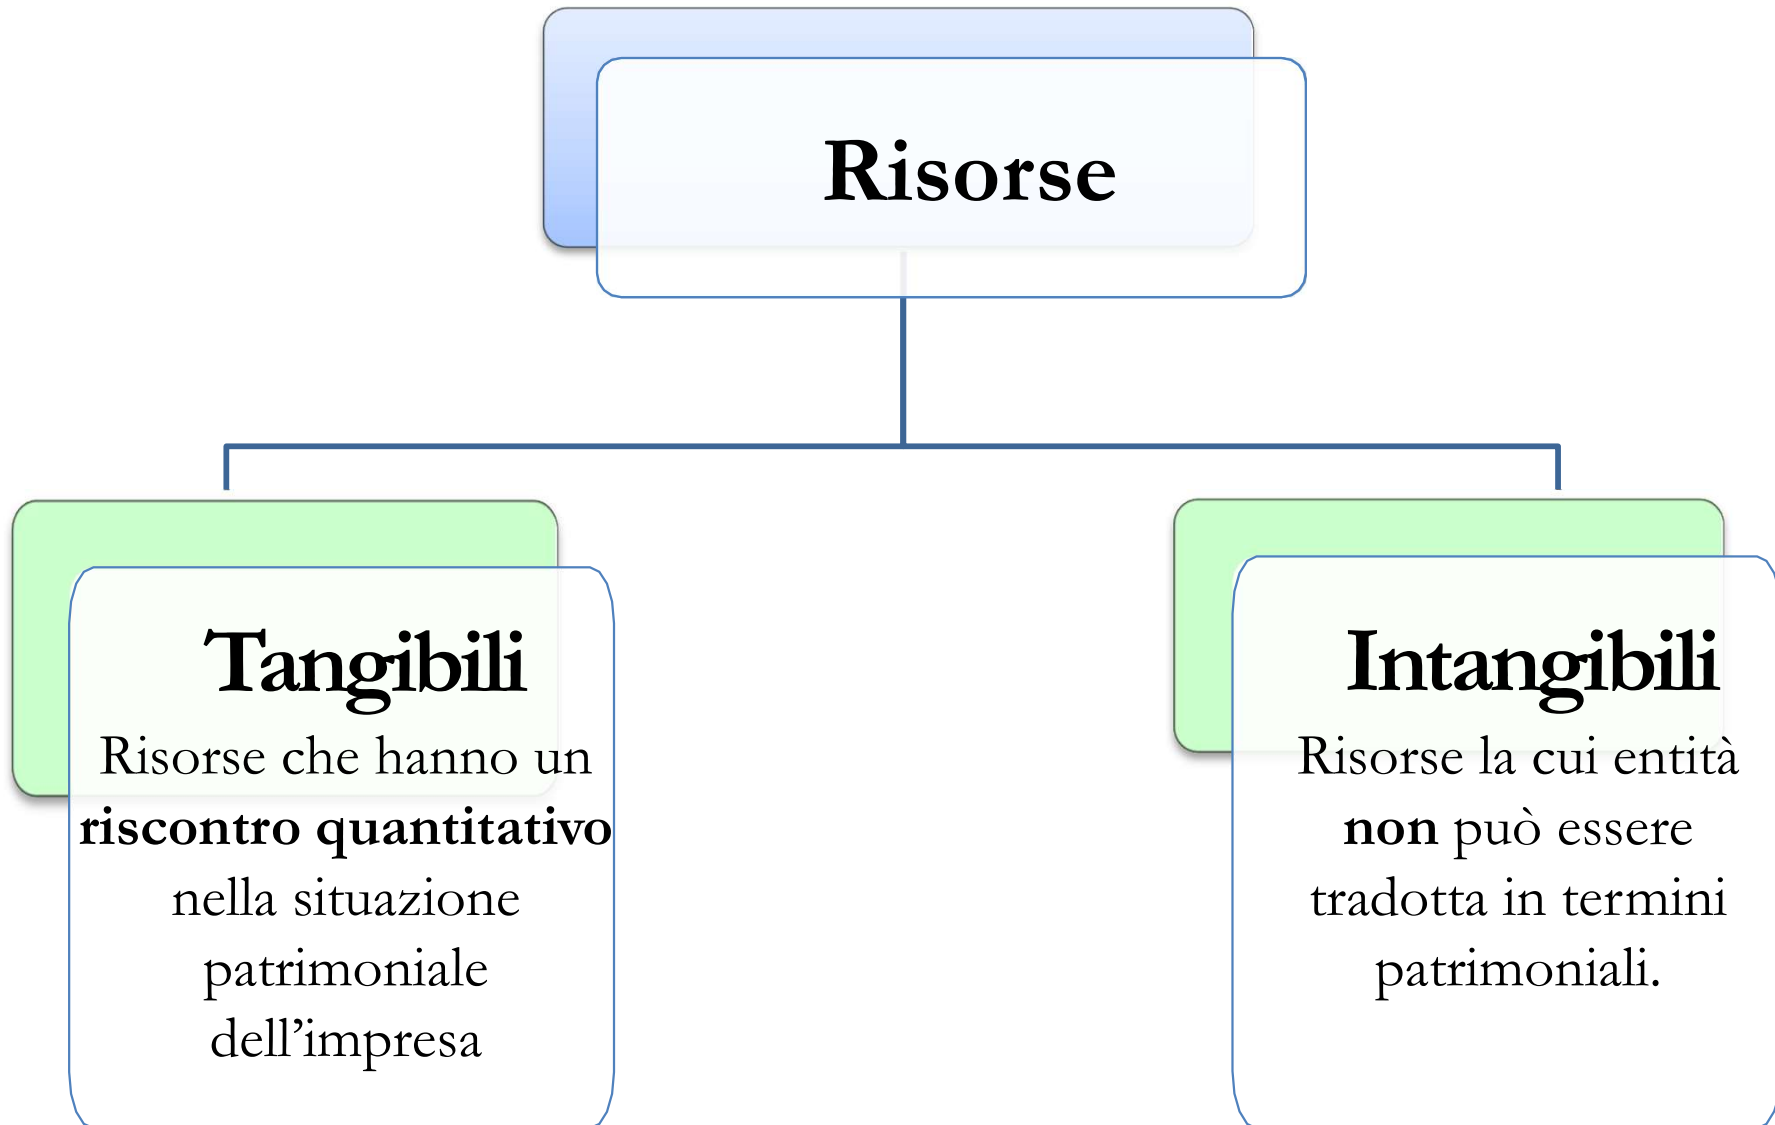 Risorse
Tangibili
Risorse che hanno un
riscontro quantitativo
nella situazione
patrimoniale
dell’impresa
Intangibili
Risorse la cui entità
non può essere
tradotta in termini
patrimoniali.